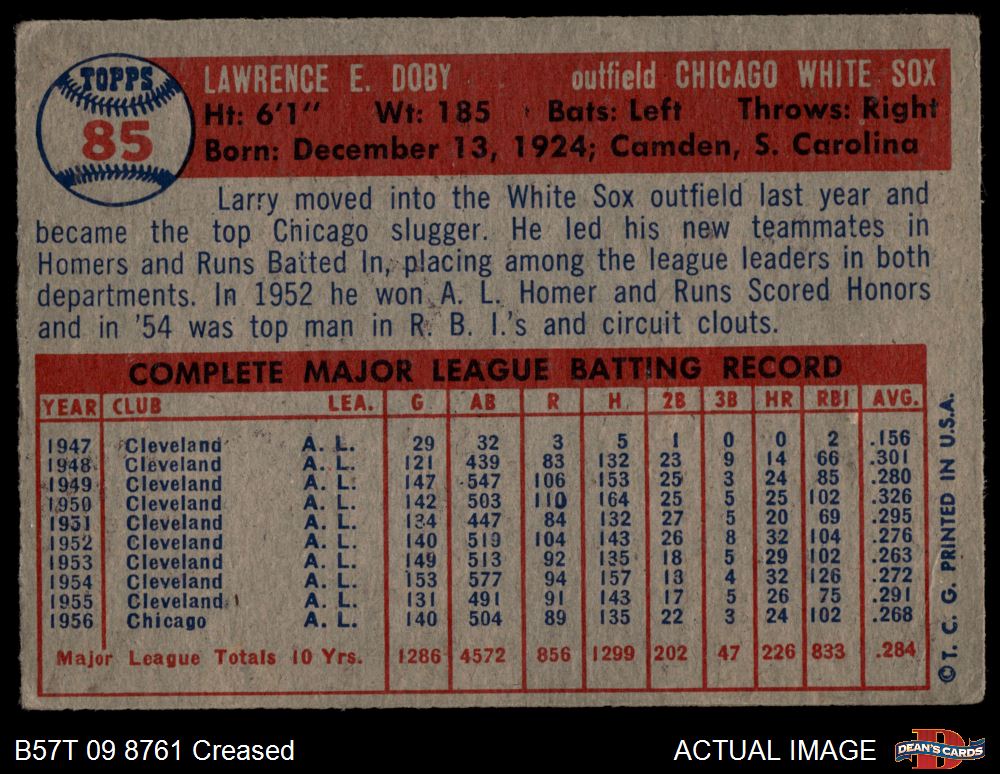 TOPPS
85
LAWRENCE E. DOBY outfield CHICAGO WHITE SOX
Ht: 6'1" Wt: 185 Bats: Left Throws: Right
Born: December 13, 1924; Camden, S. Carolina
Larry moved into the White Sox outfield last year and
became the top Chicago slugger. He led his new teammates in
Homers and Runs Batted In, placing among the league leaders in both
departments. In 1952 he won A. L. Homer and Runs Scored Honors
and in '54 was top man in R. B. I.'s and circuit clouts.
COMPLETE MAJOR LEAGUE BATTING RECORD
YEAR CLUB LEA. G AB R H 2B 3B HR RBI AVG.
1947 Cleveland A. L. 29 32 3 5 1 0 0 2 .156
1948 Cleveland A. L. 121 439 83 132 23 9 14 66 .301
1949 Cleveland A. L. 147 547 106 153 25 3 24 85 .280
1950 Cleveland A. L. 142 503 110 164 25 5 25 102 .326
1951 Cleveland A. L. 134 447 84 132 27 5 20 69 .295
1952 Cleveland A. L. 140 519 104 143 26 8 32 104 .276
1953 Cleveland A. L. 149 513 92 135 18 5 29 102 .263
1954 Cleveland A. L. 153 577 94 157 18 4 32 126 .272
1955 Cleveland A. L. 131 491 91 143 17 5 26 75 .291
1956 Chicago A. L. 140 504 89 135 22 3 24 102 .268
Major League Totals 10 Yrs. 1286 4572 856 1299 202 47 226 833 .284
© T. C. G. PRINTED IN U.S.A.
B57T 09 8761 Creased
ACTUAL IMAGE
D
DEAN'S CARDS